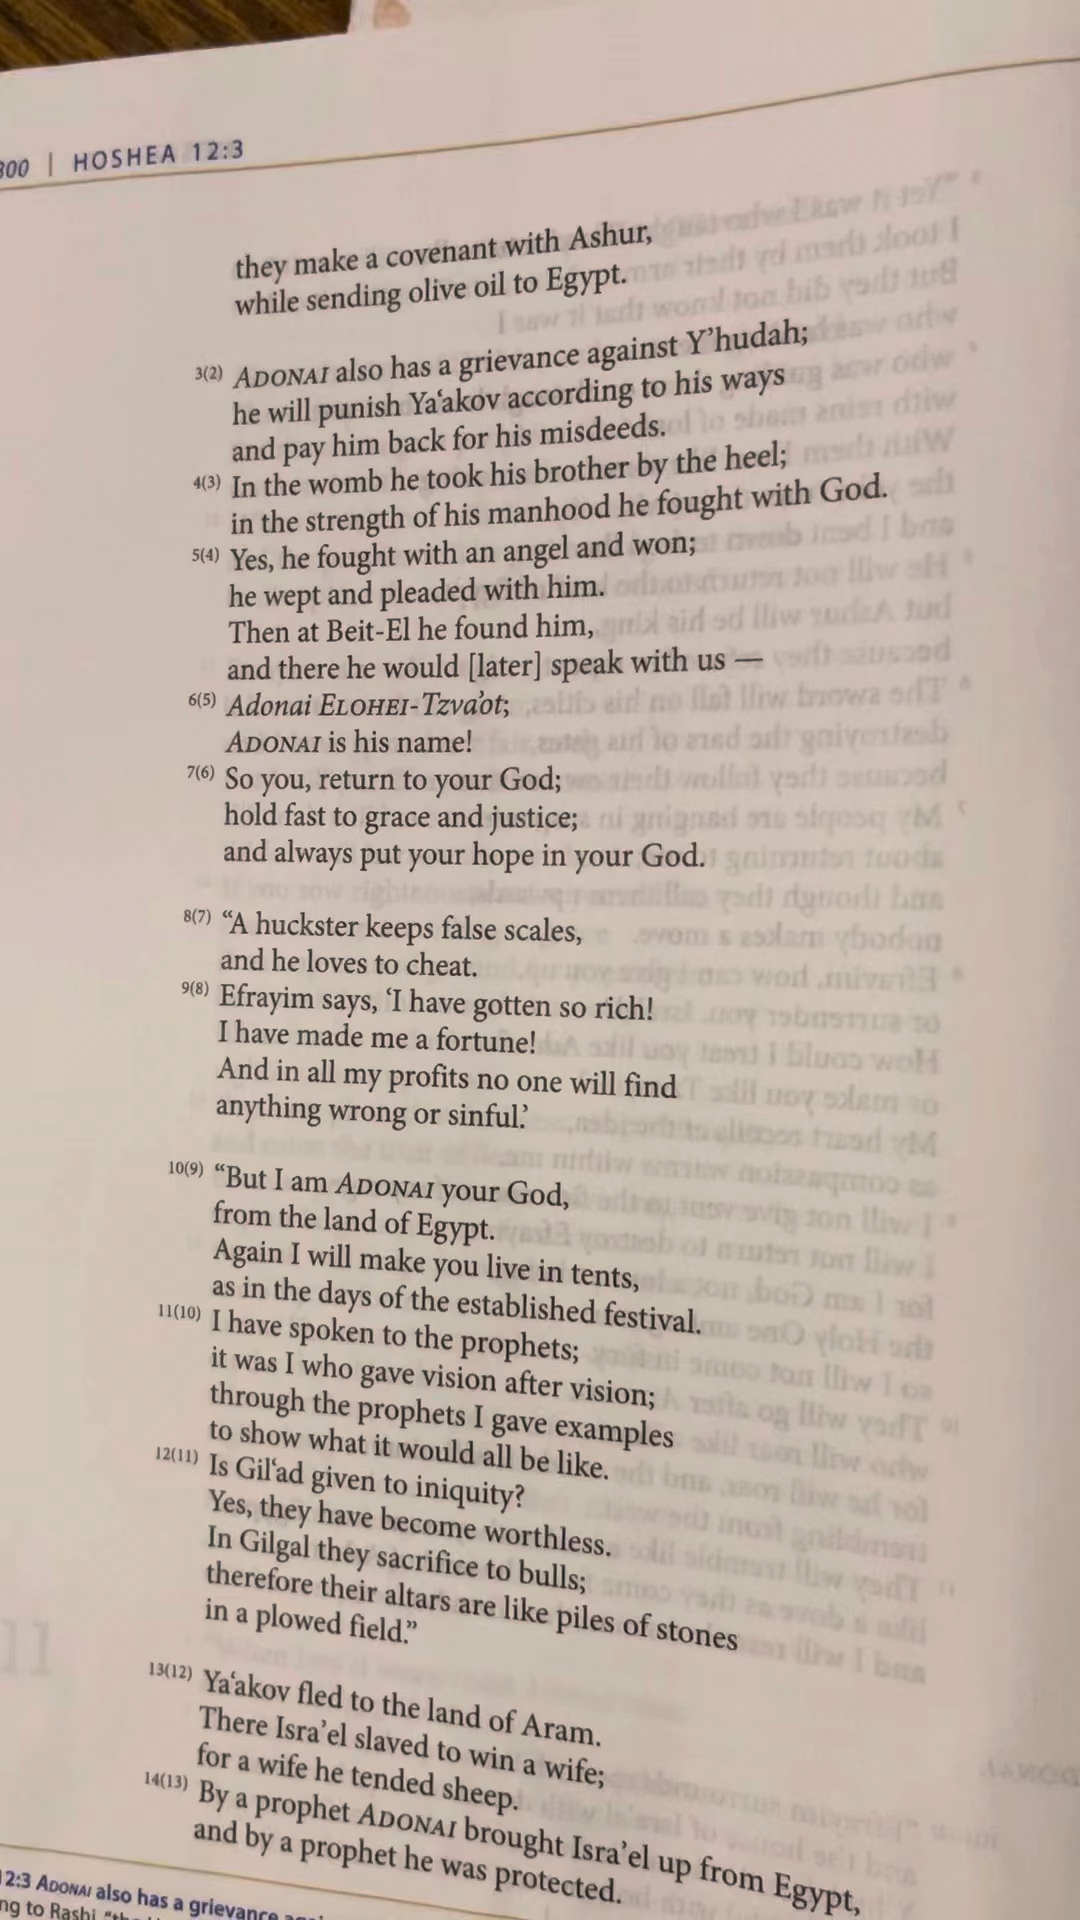 300 | HOSHEA 12:3
they make a covenant with Ashur,
while sending olive oil to Egypt.
3(2) ADONAI also has a grievance against Y’hudah;
he will punish Ya‘akov according to his ways
and pay him back for his misdeeds.
4(3) In the womb he took his brother by the heel;
in the strength of his manhood he fought with God.
5(4) Yes, he fought with an angel and won;
he wept and pleaded with him.
Then at Beit-El he found him,
and there he would [later] speak with us —
6(5) Adonai ELOHEI-Tzva’ot;
ADONAI is his name!
7(6) So you, return to your God;
hold fast to grace and justice;
and always put your hope in your God.
8(7) “A huckster keeps false scales,
and he loves to cheat.
9(8) Efrayim says, ‘I have gotten so rich!
I have made me a fortune!
And in all my profits no one will find
anything wrong or sinful.’
10(9) “But I am ADONAI your God,
from the land of Egypt.
Again I will make you live in tents,
as in the days of the established festival.
11(10) I have spoken to the prophets;
it was I who gave vision after vision;
through the prophets I gave examples
to show what it would all be like.
12(11) Is Gil‘ad given to iniquity?
Yes, they have become worthless.
In Gilgal they sacrifice to bulls;
therefore their altars are like piles of stones
in a plowed field.”
13(12) Ya‘akov fled to the land of Aram.
There Isra’el slaved to win a wife;
for a wife he tended sheep.
14(13) By a prophet ADONAI brought Isra’el up from Egypt,
and by a prophet he was protected.
12:3 ADONAI also has a grievance
to Rashi